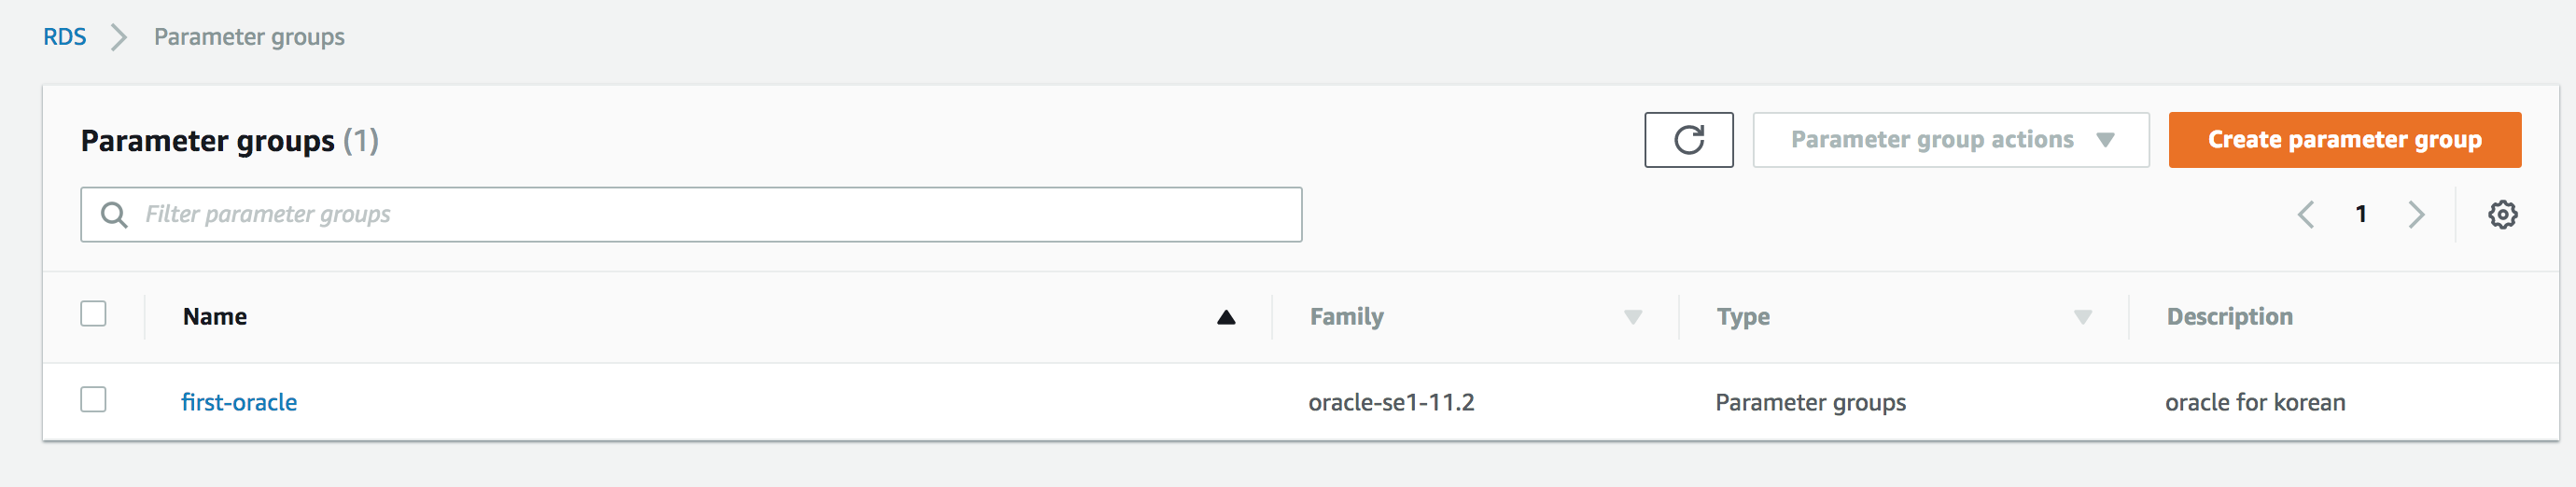 RDS Parameter groups
Parameter groups (1)
Parameter group actions
Create parameter group
Filter parameter groups
1
Name Family Type Description
first-oracle oracle-se1-11.2 Parameter groups oracle for korean